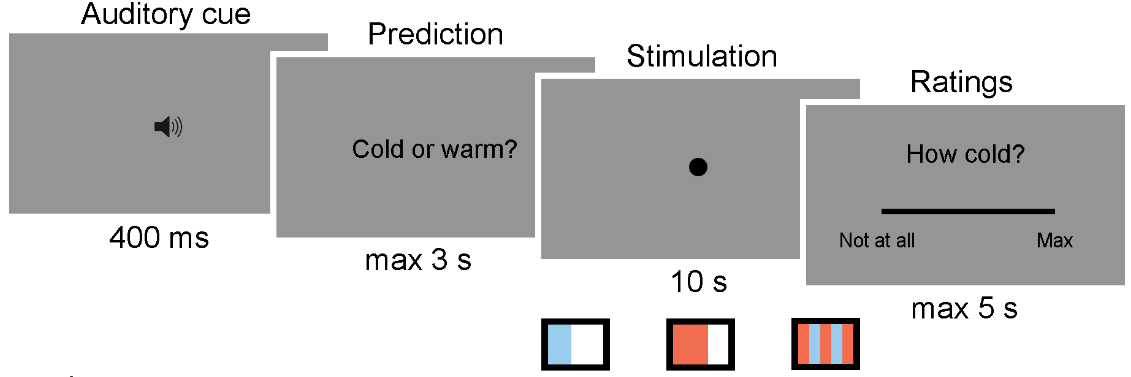 Auditory cue
400 ms
Prediction
Cold or warm?
max 3 s
Stimulation
10 s
Ratings
How cold?
Not at all
Max
max 5 s